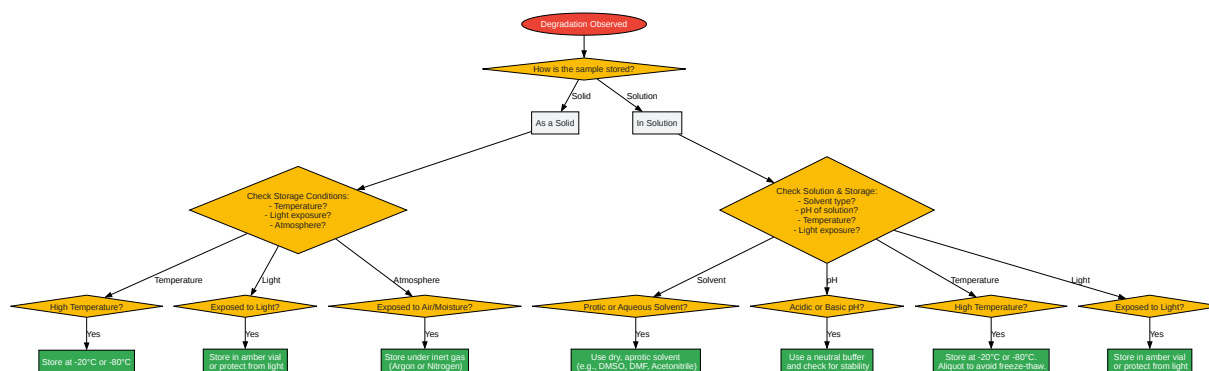 Degradation Observed
How is the sample stored?
Solid
Solution
As a Solid
In Solution
Check Storage Conditions:
- Temperature?
- Light exposure?
- Atmosphere?
Check Solution & Storage:
- Solvent type?
- pH of solution?
- Temperature?
- Light exposure?
Temperature
Light
Atmosphere
Solvent
pH
Temperature
Light
High Temperature?
Exposed to Light?
Exposed to Air/Moisture?
Protic or Aqueous Solvent?
Acidic or Basic pH?
High Temperature?
Exposed to Light?
Yes
Yes
Yes
Yes
Yes
Yes
Yes
Store at -20°C or -80°C
Store in amber vial
or protect from light
Store under inert gas
(Argon or Nitrogen)
Use dry, aprotic solvent
(e.g., DMSO, DMF, Acetonitrile)
Use a neutral buffer
and check for stability
Store at -20°C or -80°C.
Aliquot to avoid freeze-thaw.
Store in amber vial
or protect from light